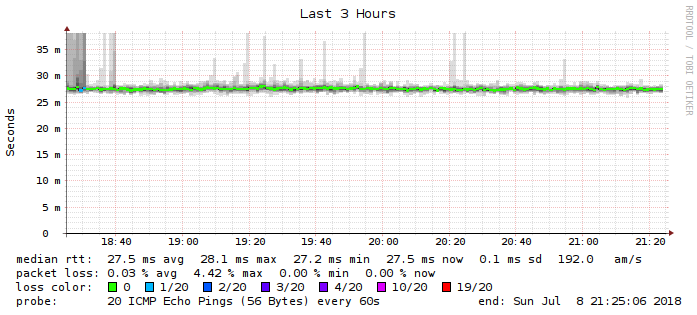 Last 3 Hours
RRDTOOL / TOBI OETIKER
Seconds
35 m
30 m
25 m
20 m
15 m
10 m
5 m
0
18:40 19:00 19:20 19:40 20:00 20:20 20:40 21:00 21:20
median rtt: 27.5 ms avg 28.1 ms max 27.2 ms min 27.5 ms now 0.1 ms sd 192.0 am/s
packet loss: 0.03 % avg 4.42 % max 0.00 % min 0.00 % now
loss color: 0 1/20 2/20 3/20 4/20 10/20 19/20
probe: 20 ICMP Echo Pings (56 Bytes) every 60s end: Sun Jul 8 21:25:06 2018